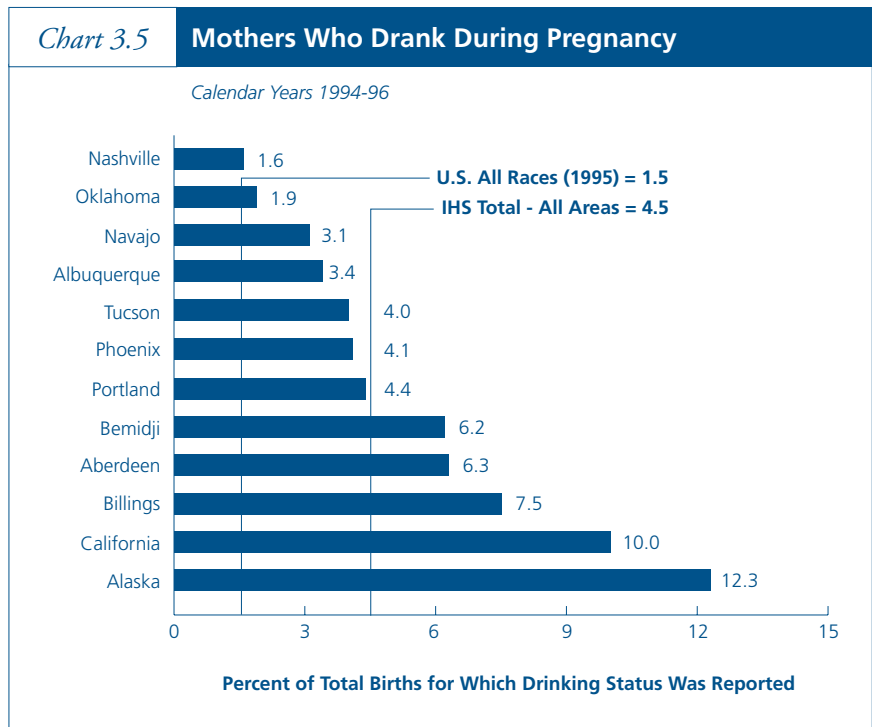 Chart 3.5
Mothers Who Drank During Pregnancy
Calendar Years 1994-96
Nashville 1.6
U.S. All Races (1995) = 1.5
Oklahoma 1.9
IHS Total - All Areas = 4.5
Navajo 3.1
Albuquerque 3.4
Tucson 4.0
Phoenix 4.1
Portland 4.4
Bemidji 6.2
Aberdeen 6.3
Billings 7.5
California 10.0
Alaska 12.3
0 3 6 9 12 15
Percent of Total Births for Which Drinking Status Was Reported